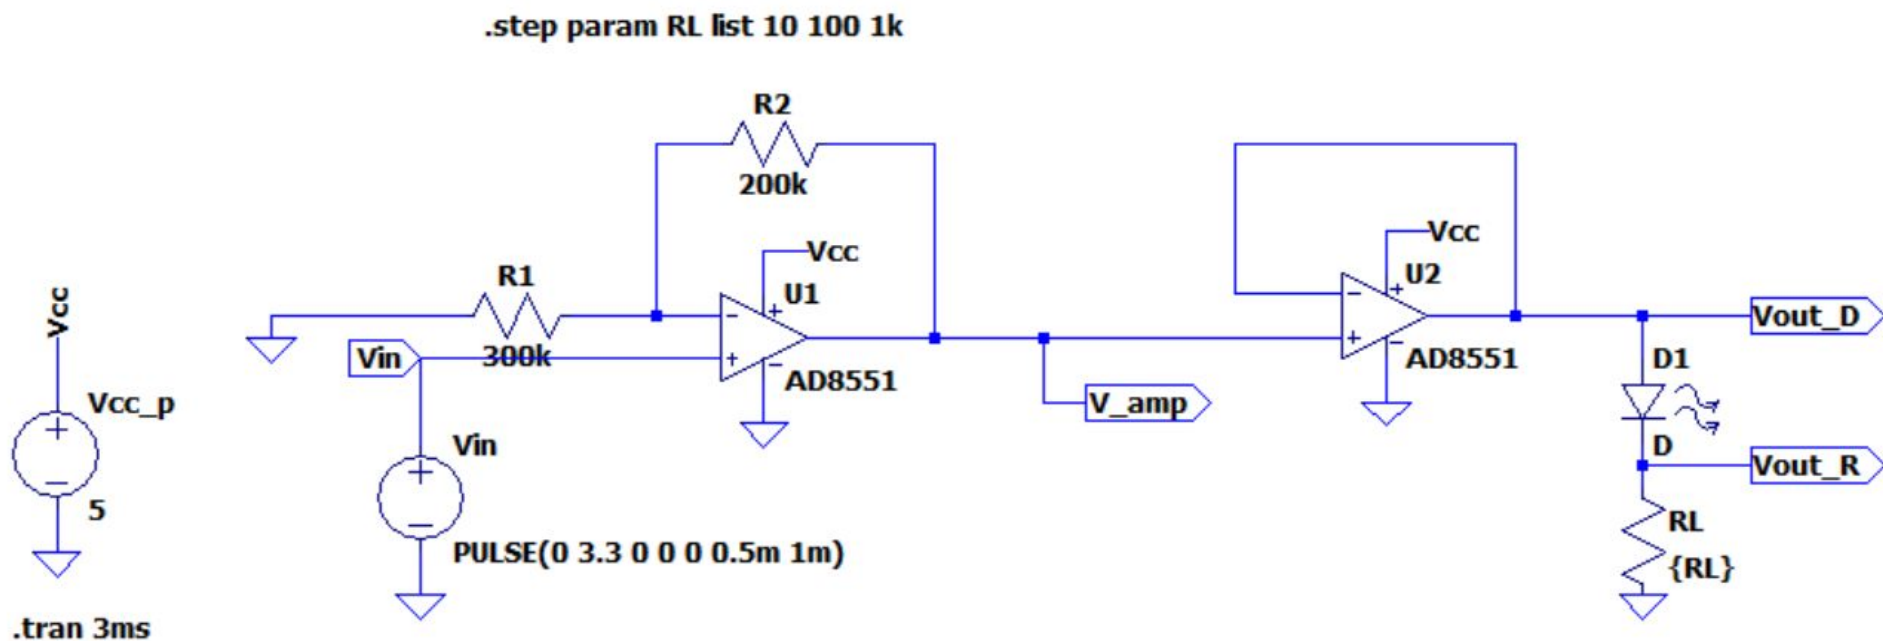 .step param RL list 10 100 1k
R2
200k
Vcc
Vcc
R1
U1
U2
Vcc
300k
Vin
+
-
+
-
AD8551
+
-
+
-
AD8551
Vout_D
D1
Vcc_p
V_amp
+
-
5
Vin
+
-
D
Vout_R
RL
{RL}
PULSE(0 3.3 0 0 0 0.5m 1m)
.tran 3ms